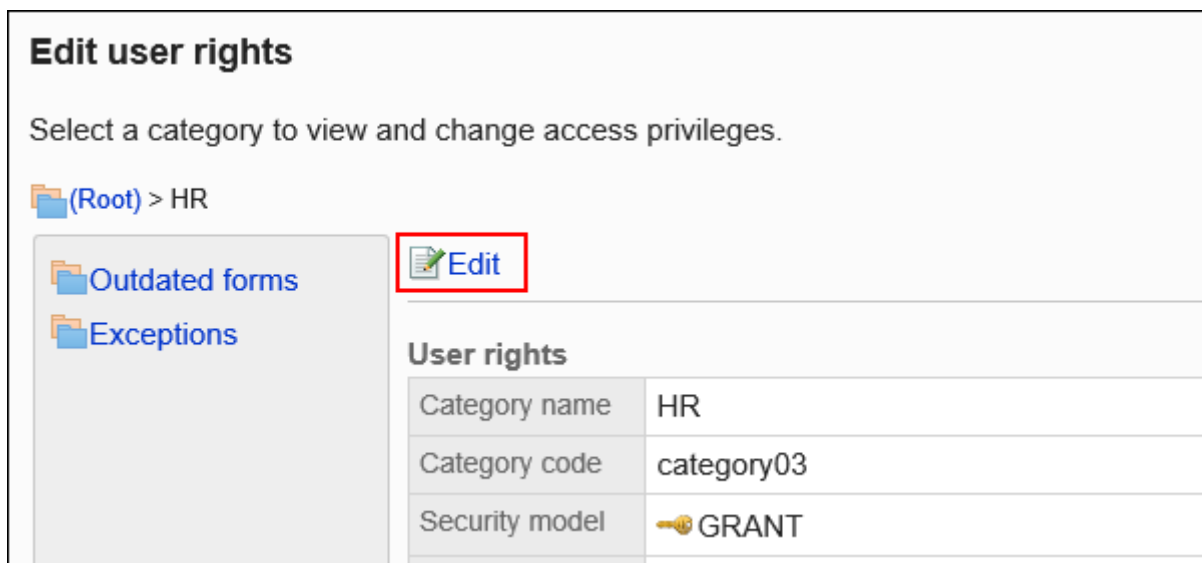 Edit user rights
Select a category to view and change access privileges.
(Root) > HR
Outdated forms
Exceptions
Edit
User rights
Category name HR
Category code category03
Security model GRANT